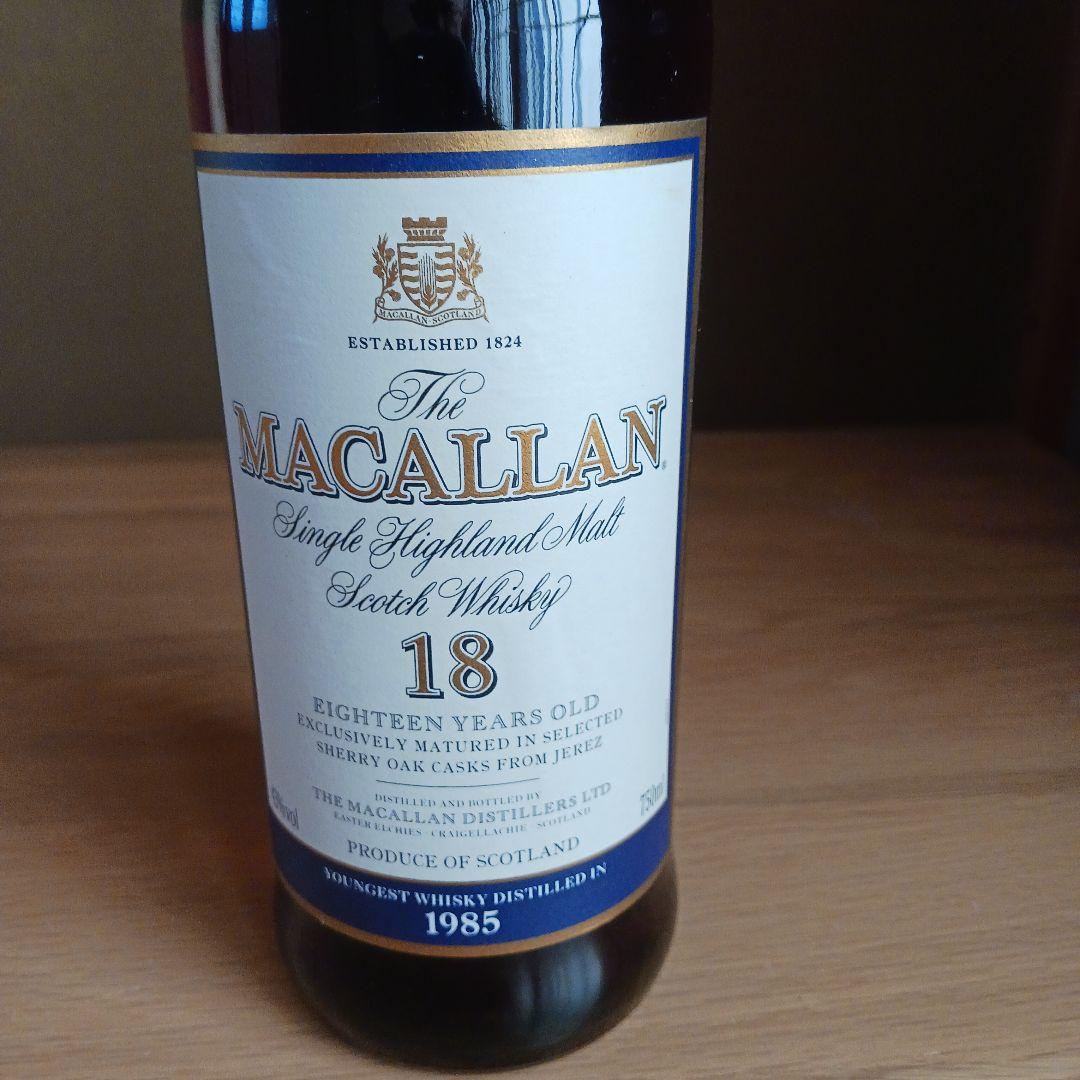 MACALLAN-SCOTLAND
ESTABLISHED 1824
The
MACALLAN
Single Highland Malt
Scotch Whisky
18
EIGHTEEN YEARS OLD
EXCLUSIVELY MATURED IN SELECTED
SHERRY OAK CASKS FROM JEREZ
DISTILLED AND BOTTLED BY
THE MACALLAN DISTILLERS LTD
EASTER ELCHIES · CRAIGELLACHIE · SCOTLAND
750ml
PRODUCE OF SCOTLAND
YOUNGEST WHISKY DISTILLED IN
1985